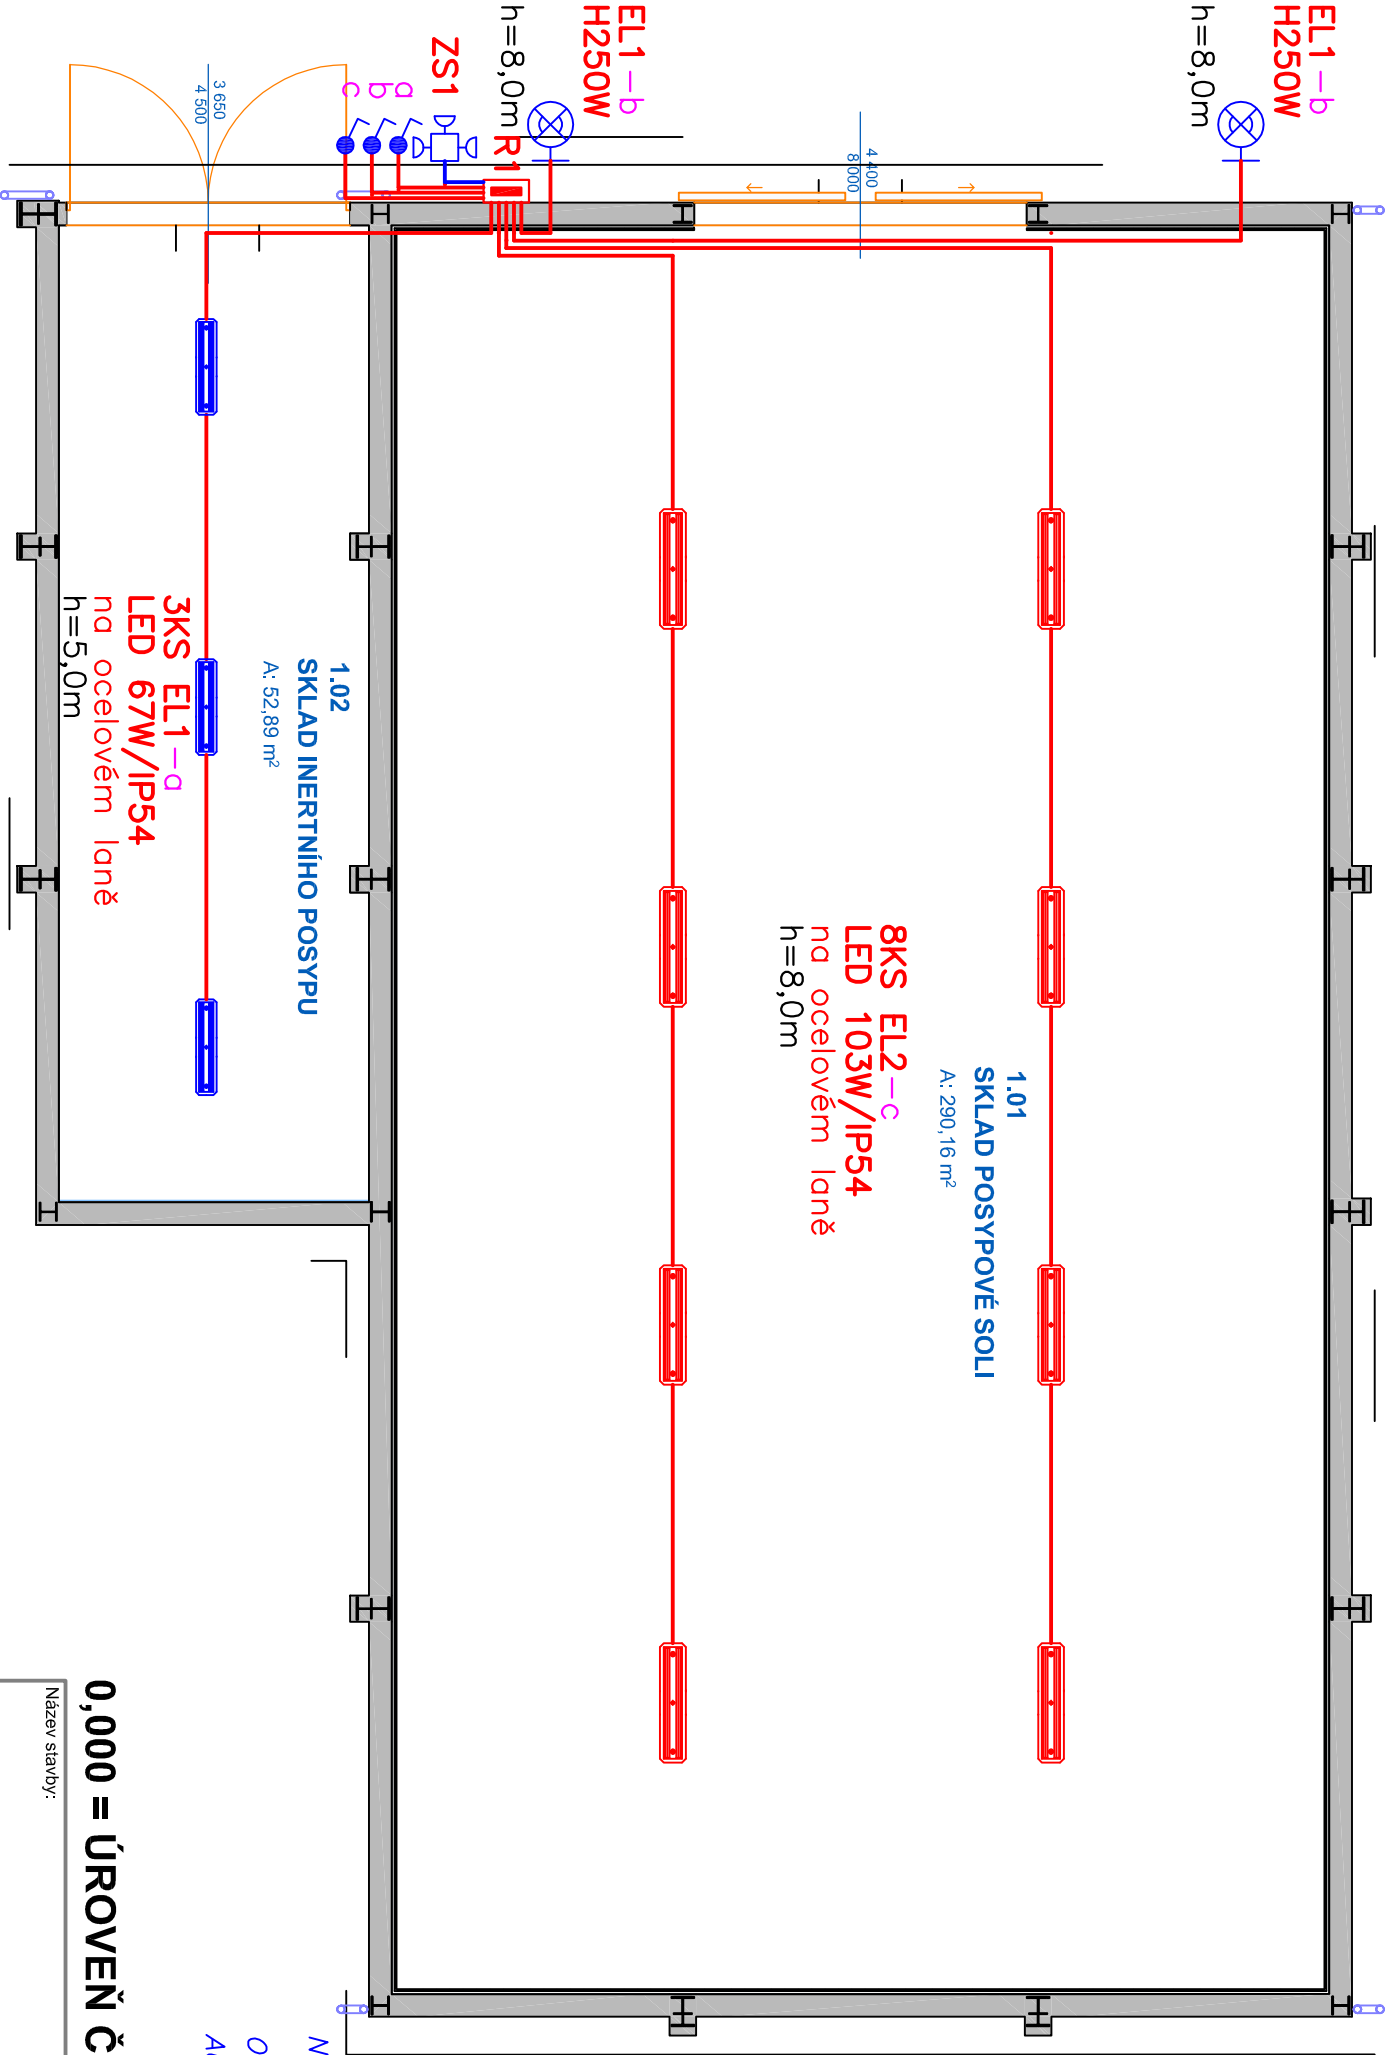 EL1-b
H250W
h=8,0m
EL1-b
H250W
h=8,0m
ZS1
R1
a
b
c
3 650
4 500
4 400
8 000
1.01
SKLAD POSYPOVÉ SOLI
A: 290,16 m²
8KS EL2-c
LED 103W/IP54
na ocelovém laně
h=8,0m
1.02
SKLAD INERTNÍHO POSYPU
A: 52,89 m²
3KS EL1-a
LED 67W/IP54
na ocelovém laně
h=5,0m
0,000 = ÚROVEŇ Č
Název stavby:
N
O